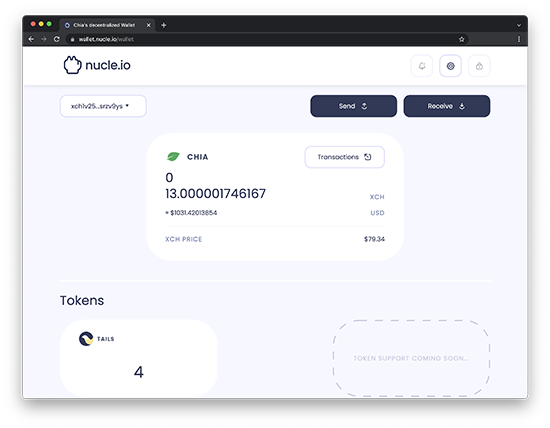 Chia's decentralized Wallet
wallet.nucle.io/wallet
nucle.io
xch1v25...srzv9ys
Send
Receive
CHIA
Transactions
0
13.000001746167
XCH
≈ $1031.42013854
USD
XCH PRICE
$79.34
Tokens
TAILS
4
TOKEN SUPPORT COMING SOON...